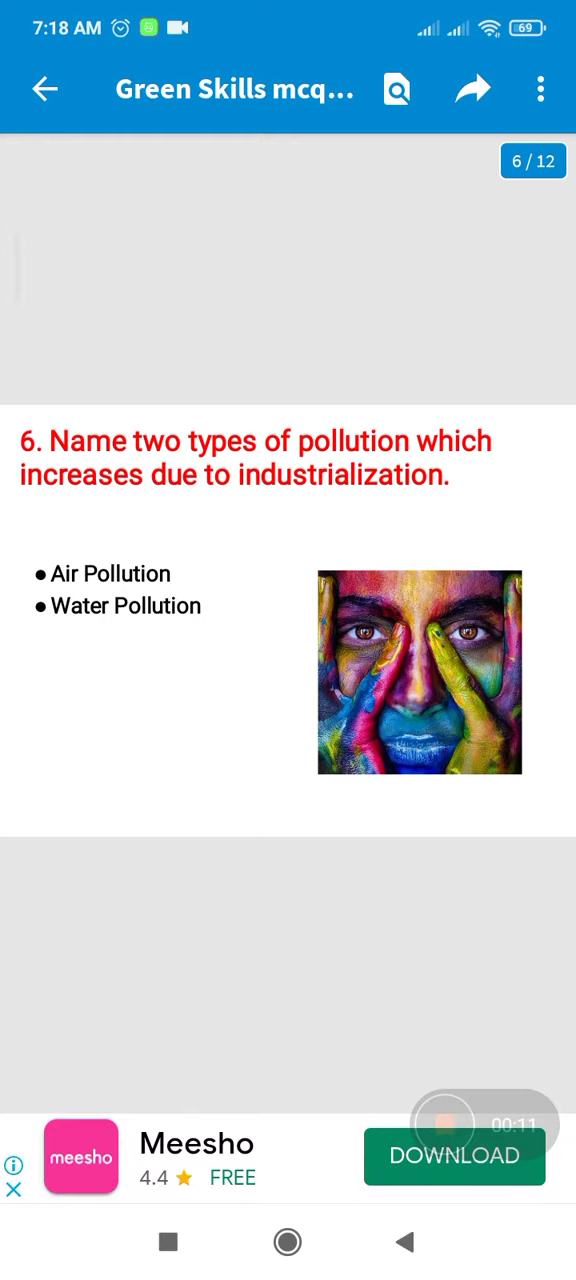 7:18 AM 69
Green Skills mcq...
6 / 12
6. Name two types of pollution which
increases due to industrialization.
● Air Pollution
● Water Pollution
00:11
meesho
Meesho
4.4 ★ FREE
DOWNLOAD